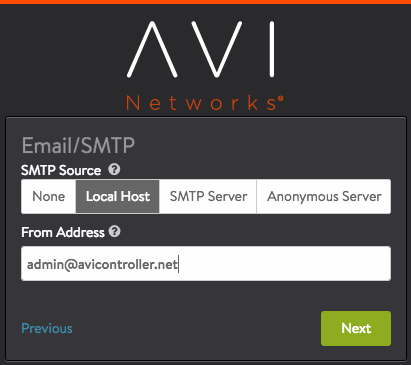 AVI
Networks®
Email/SMTP
SMTP Source ?
None Local Host SMTP Server Anonymous Server
From Address ?
admin@avicontroller.net
Previous Next